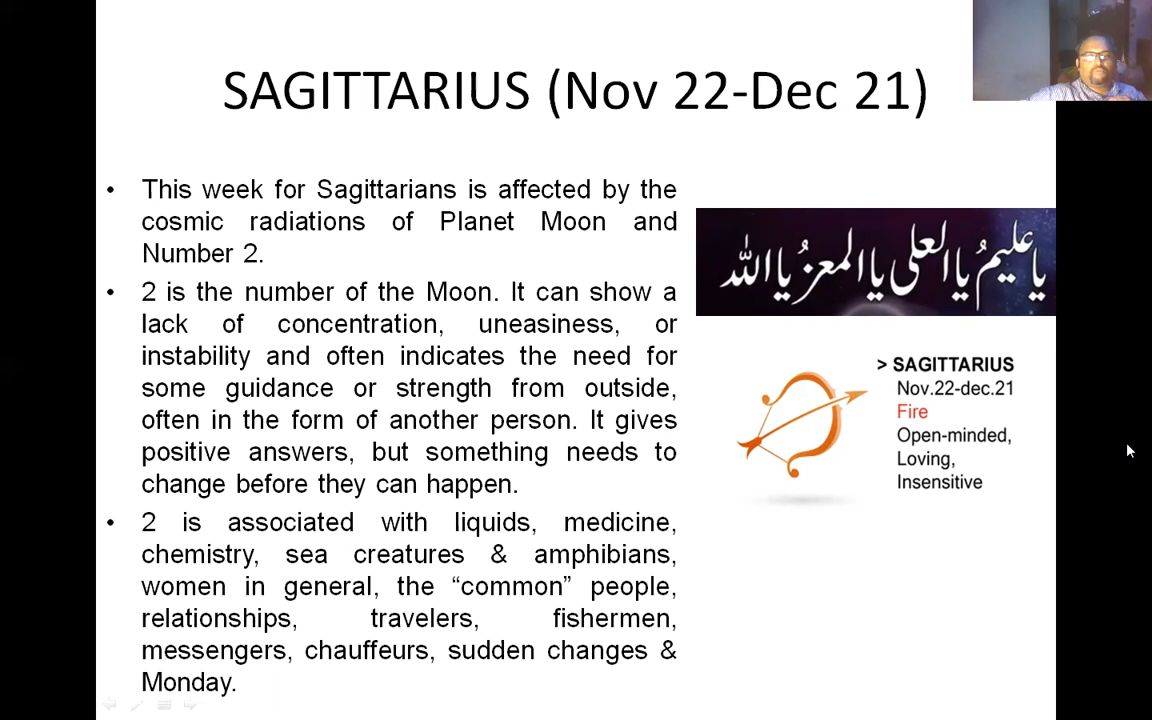 SAGITTARIUS (Nov 22-Dec 21)
• This week for Sagittarians is affected by the
cosmic radiations of Planet Moon and
Number 2.
• 2 is the number of the Moon. It can show a
lack of concentration, uneasiness, or
instability and often indicates the need for
some guidance or strength from outside,
often in the form of another person. It gives
positive answers, but something needs to
change before they can happen.
• 2 is associated with liquids, medicine,
chemistry, sea creatures & amphibians,
women in general, the “common” people,
relationships, travelers, fishermen,
messengers, chauffeurs, sudden changes &
Monday.
یا علیمُ یا العلی یا المعزُ یا اللہ
> SAGITTARIUS
Nov.22-dec.21
Fire
Open-minded,
Loving,
Insensitive